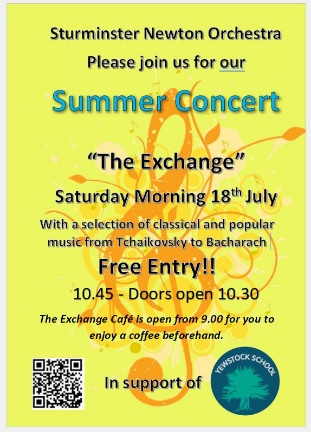 Sturminster Newton Orchestra
Please join us for our
Summer Concert
“The Exchange”
Saturday Morning 18th July
With a selection of classical and popular
music from Tchaikovsky to Bacharach
Free Entry!!
10.45 - Doors open 10.30
The Exchange Café is open from 9.00 for you to
enjoy a coffee beforehand.
In support of
YEWSTOCK SCHOOL